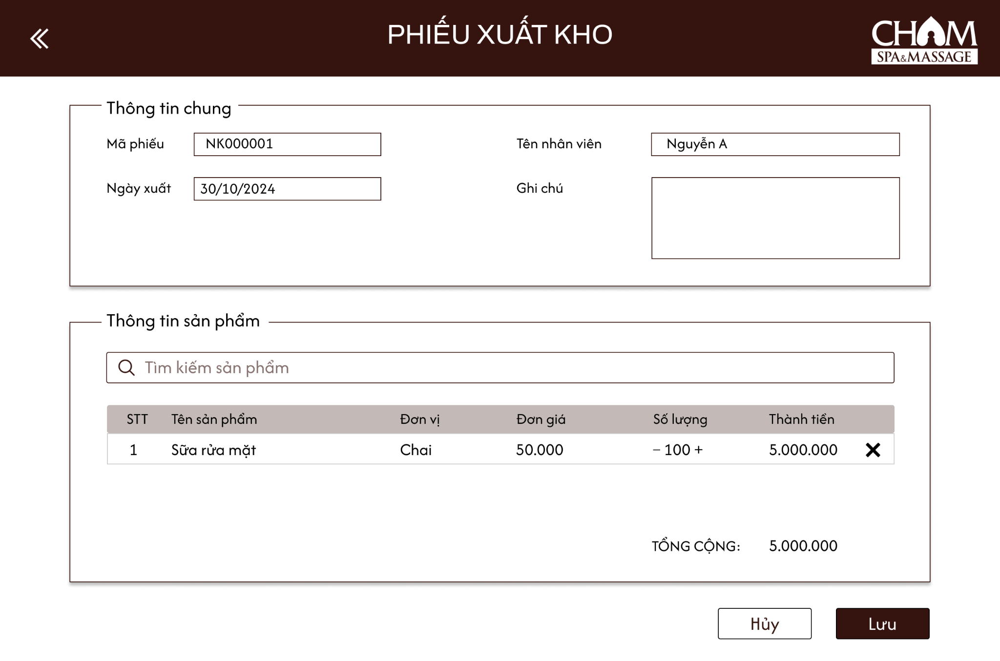 PHIẾU XUẤT KHO
CHAM
SPA&MASSAGE
Thông tin chung
Mã phiếu NK000001 Tên nhân viên Nguyễn A
Ngày xuất 30/10/2024 Ghi chú
Thông tin sản phẩm
Tìm kiếm sản phẩm
STT Tên sản phẩm Đơn vị Đơn giá Số lượng Thành tiền
1 Sữa rửa mặt Chai 50.000 − 100 + 5.000.000
TỔNG CỘNG: 5.000.000
Hủy Lưu